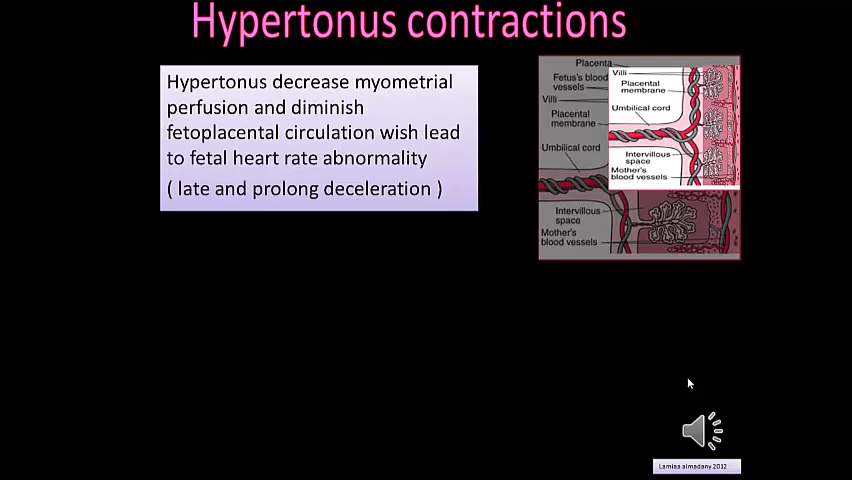 Hypertonus contractions
Hypertonus decrease myometrial
perfusion and diminish
fetoplacental circulation wish lead
to fetal heart rate abnormality
( late and prolong deceleration )
Placenta
Fetus's blood
vessels
Villi
Placental
membrane
Umbilical cord
Intervillous
space
Mother's
blood vessels
Villi
Placental
membrane
Umbilical cord
Intervillous
space
Mother's
blood vessels
Lamiaa almadany 2012